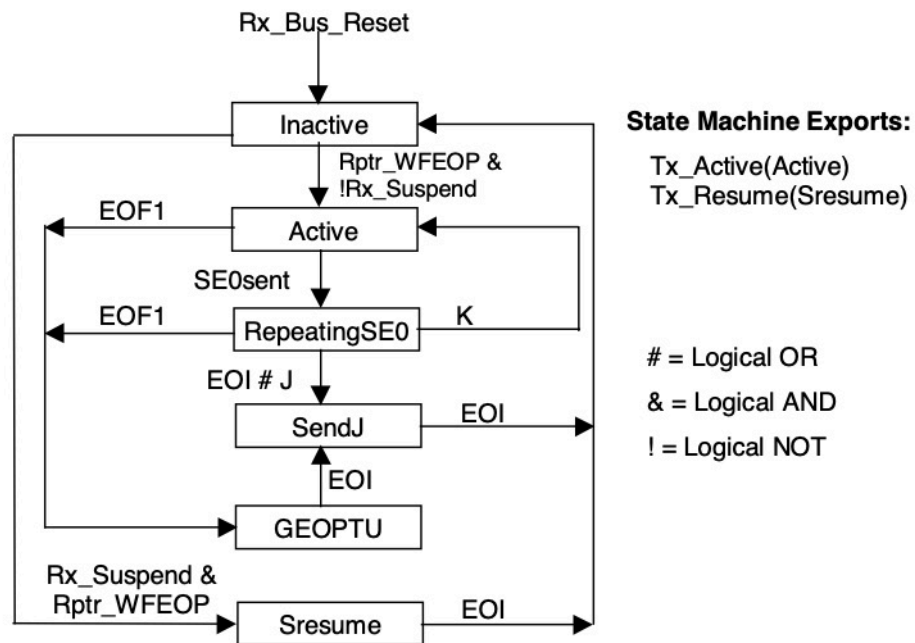 Rx_Bus_Reset
Inactive
State Machine Exports:
Rptr_WFEOP &
!Rx_Suspend
Tx_Active(Active)
Tx_Resume(Sresume)
EOF1
Active
SE0sent
EOF1
RepeatingSE0
K
EOI # J
# = Logical OR
SendJ
EOI
& = Logical AND
! = Logical NOT
EOI
GEOPTU
Rx_Suspend &
Rptr_WFEOP
Sresume
EOI